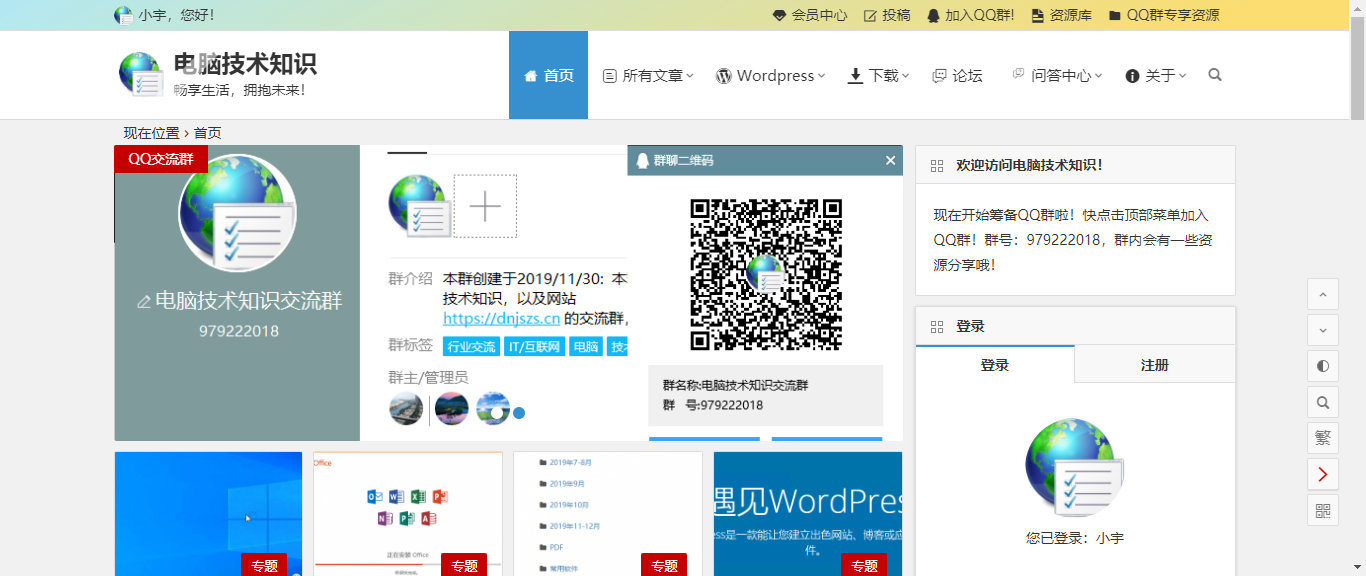 小宇，您好！
会员中心
投稿
加入QQ群!
资源库
QQ群专享资源
电脑技术知识
畅享生活，拥抱未来！
首页
所有文章
Wordpress
下载
论坛
问答中心
关于
现在位置 › 首页
QQ交流群
电脑技术知识交流群
979222018
群介绍
本群创建于2019/11/30: 本
技术知识，以及网站
https://dnjszs.cn 的交流群，
群标签
行业交流
IT/互联网
电脑
群主/管理员
群聊二维码
群名称:电脑技术知识交流群
群 号:979222018
欢迎访问电脑技术知识！
现在开始筹备QQ群啦！快点击顶部菜单加入
QQ群！群号：979222018，群内会有一些资
源分享哦！
登录
登录
注册
您已登录：小宇
繁
专题
Office
正在安装 Office
专题
2019年7-8月
2019年9月
2019年10月
2019年11-12月
PDF
常用软件
专题
遇见WordPres
ss是一款能让您建立出色网站、博客或应
件。
专题